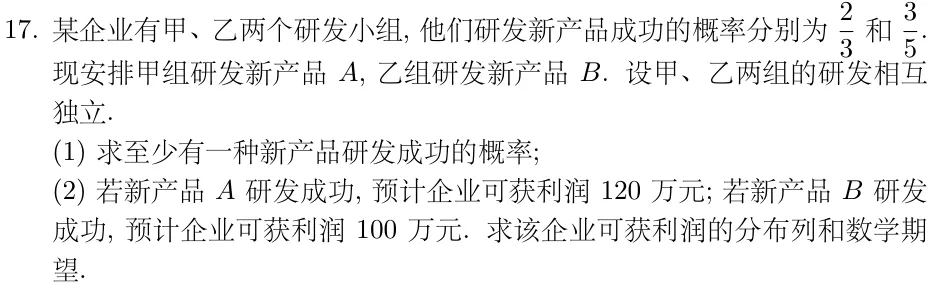 17. 某企业有甲、乙两个研发小组, 他们研发新产品成功的概率分别为 2/3 和 3/5.
现安排甲组研发新产品 A, 乙组研发新产品 B. 设甲、乙两组的研发相互
独立.
(1) 求至少有一种新产品研发成功的概率;
(2) 若新产品 A 研发成功, 预计企业可获利润 120 万元; 若新产品 B 研发
成功, 预计企业可获利润 100 万元. 求该企业可获利润的分布列和数学期
望.